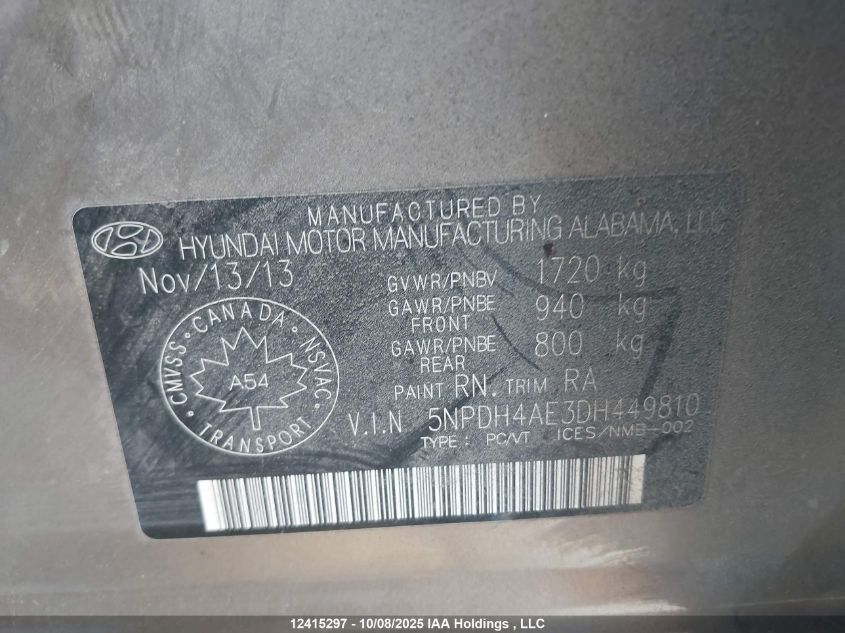 MANUFACTURED BY
HYUNDAI MOTOR MANUFACTURING ALABAMA, LLC
Nov/13/13
GVWR/PNBV 1720 kg
GAWR/PNBE FRONT 940 kg
GAWR/PNBE REAR 800 kg
PAINT RN. TRIM RA
CANADA
CMVSS NSVAC
A54
TRANSPORT
V.I.N 5NPDH4AE3DH449810
TYPE : PC/VT ICES/NMB-002
12415297 - 10/08/2025 IAA Holdings , LLC